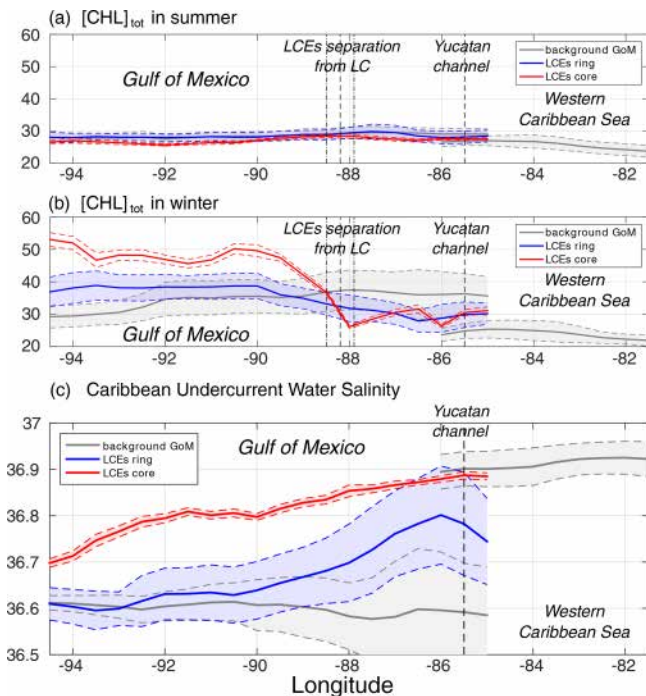 (a) [CHL]tot in summer
60
50
40
30
20
Gulf of Mexico
LCEs separation
from LC
Yucatan
channel
background GoM
LCEs ring
LCEs core
Western
Caribbean Sea
-94 -92 -90 -88 -86 -84 -82
(b) [CHL]tot in winter
60
50
40
30
20
LCEs separation
from LC
Yucatan
channel
background GoM
LCEs ring
LCEs core
Western
Caribbean Sea
Gulf of Mexico
-94 -92 -90 -88 -86 -84 -82
(c) Caribbean Undercurrent Water Salinity
Yucatan
channel
37
36.9
36.8
36.7
36.6
36.5
background GoM
LCEs ring
LCEs core
Gulf of Mexico
Western
Caribbean Sea
-94 -92 -90 -88 -86 -84 -82
Longitude